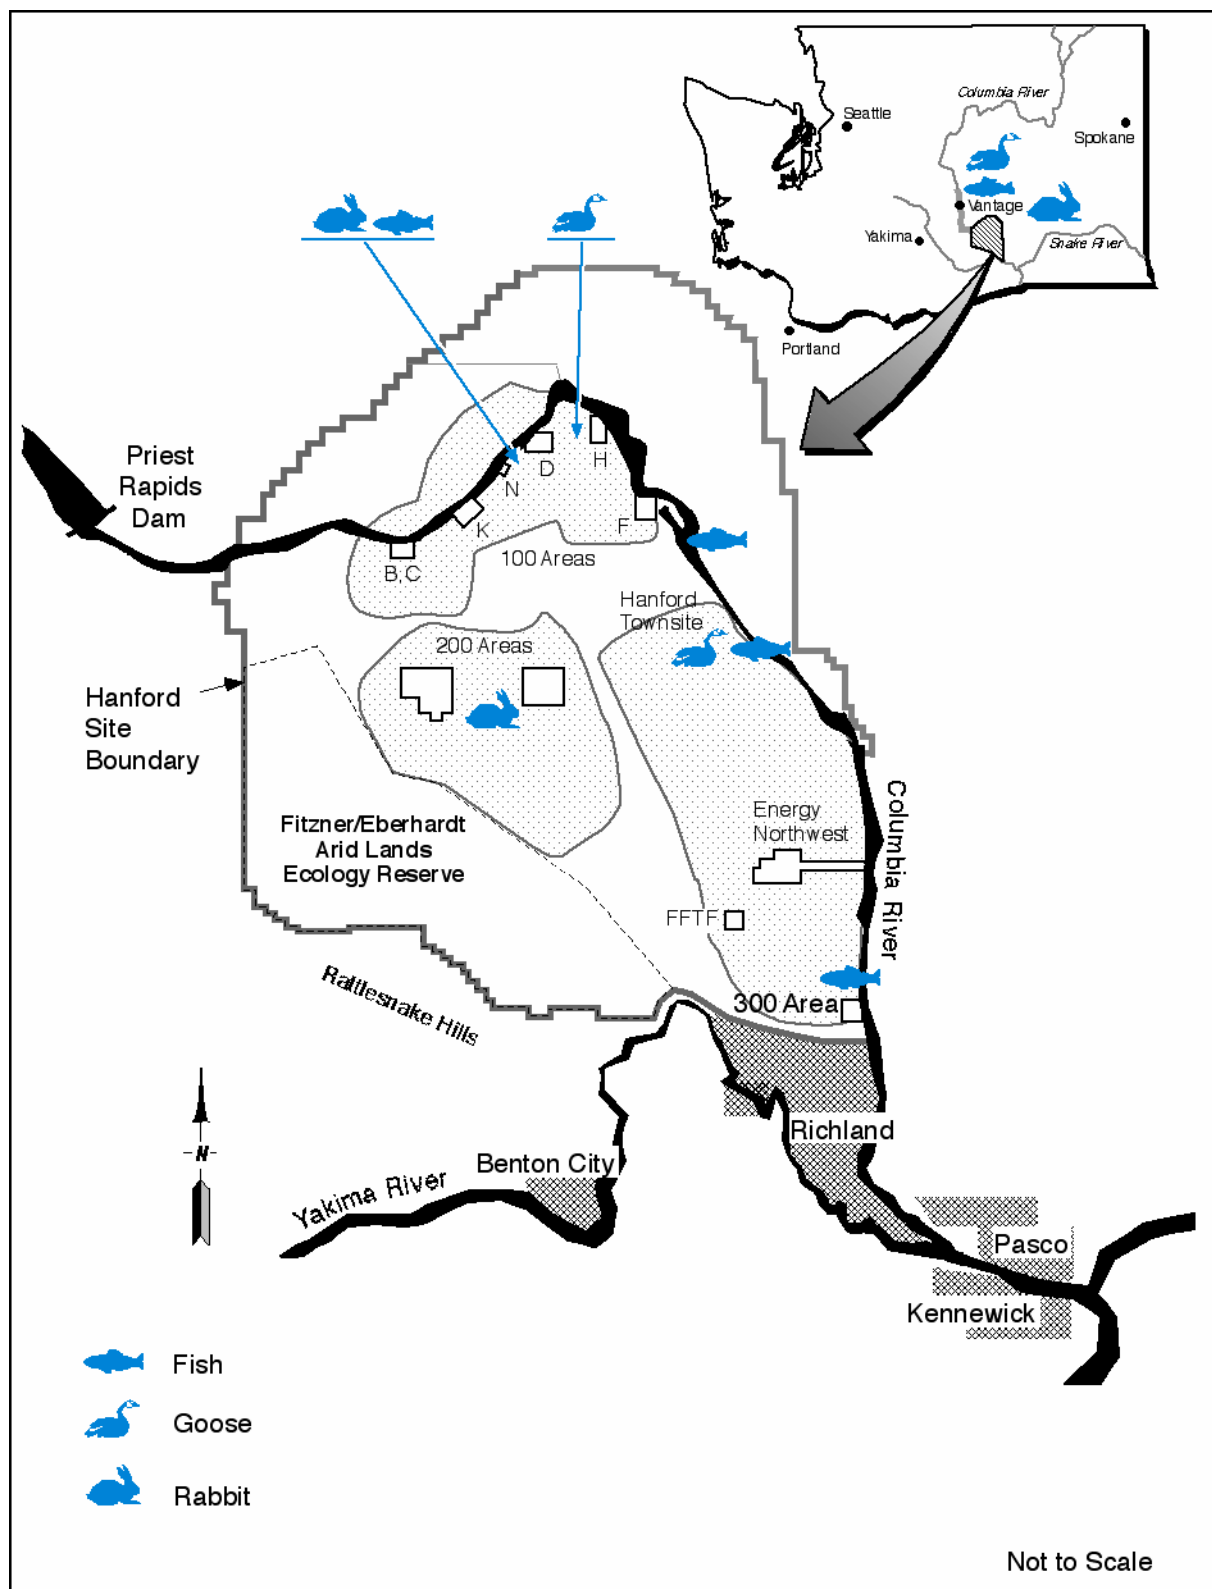 Columbia River
Seattle
Spokane
Vantage
Yakima
Snake River
Portland
Priest
Rapids
Dam
D
H
N
K
F
B,C
100 Areas
Hanford
Townsite
200 Areas
Hanford
Site
Boundary
Energy
Northwest
Columbia River
Fitzner/Eberhardt
Arid Lands
Ecology Reserve
FFTF
Rattlesnake Hills
300 Area
N
Richland
Benton City
Yakima River
Pasco
Kennewick
Fish
Goose
Rabbit
Not to Scale